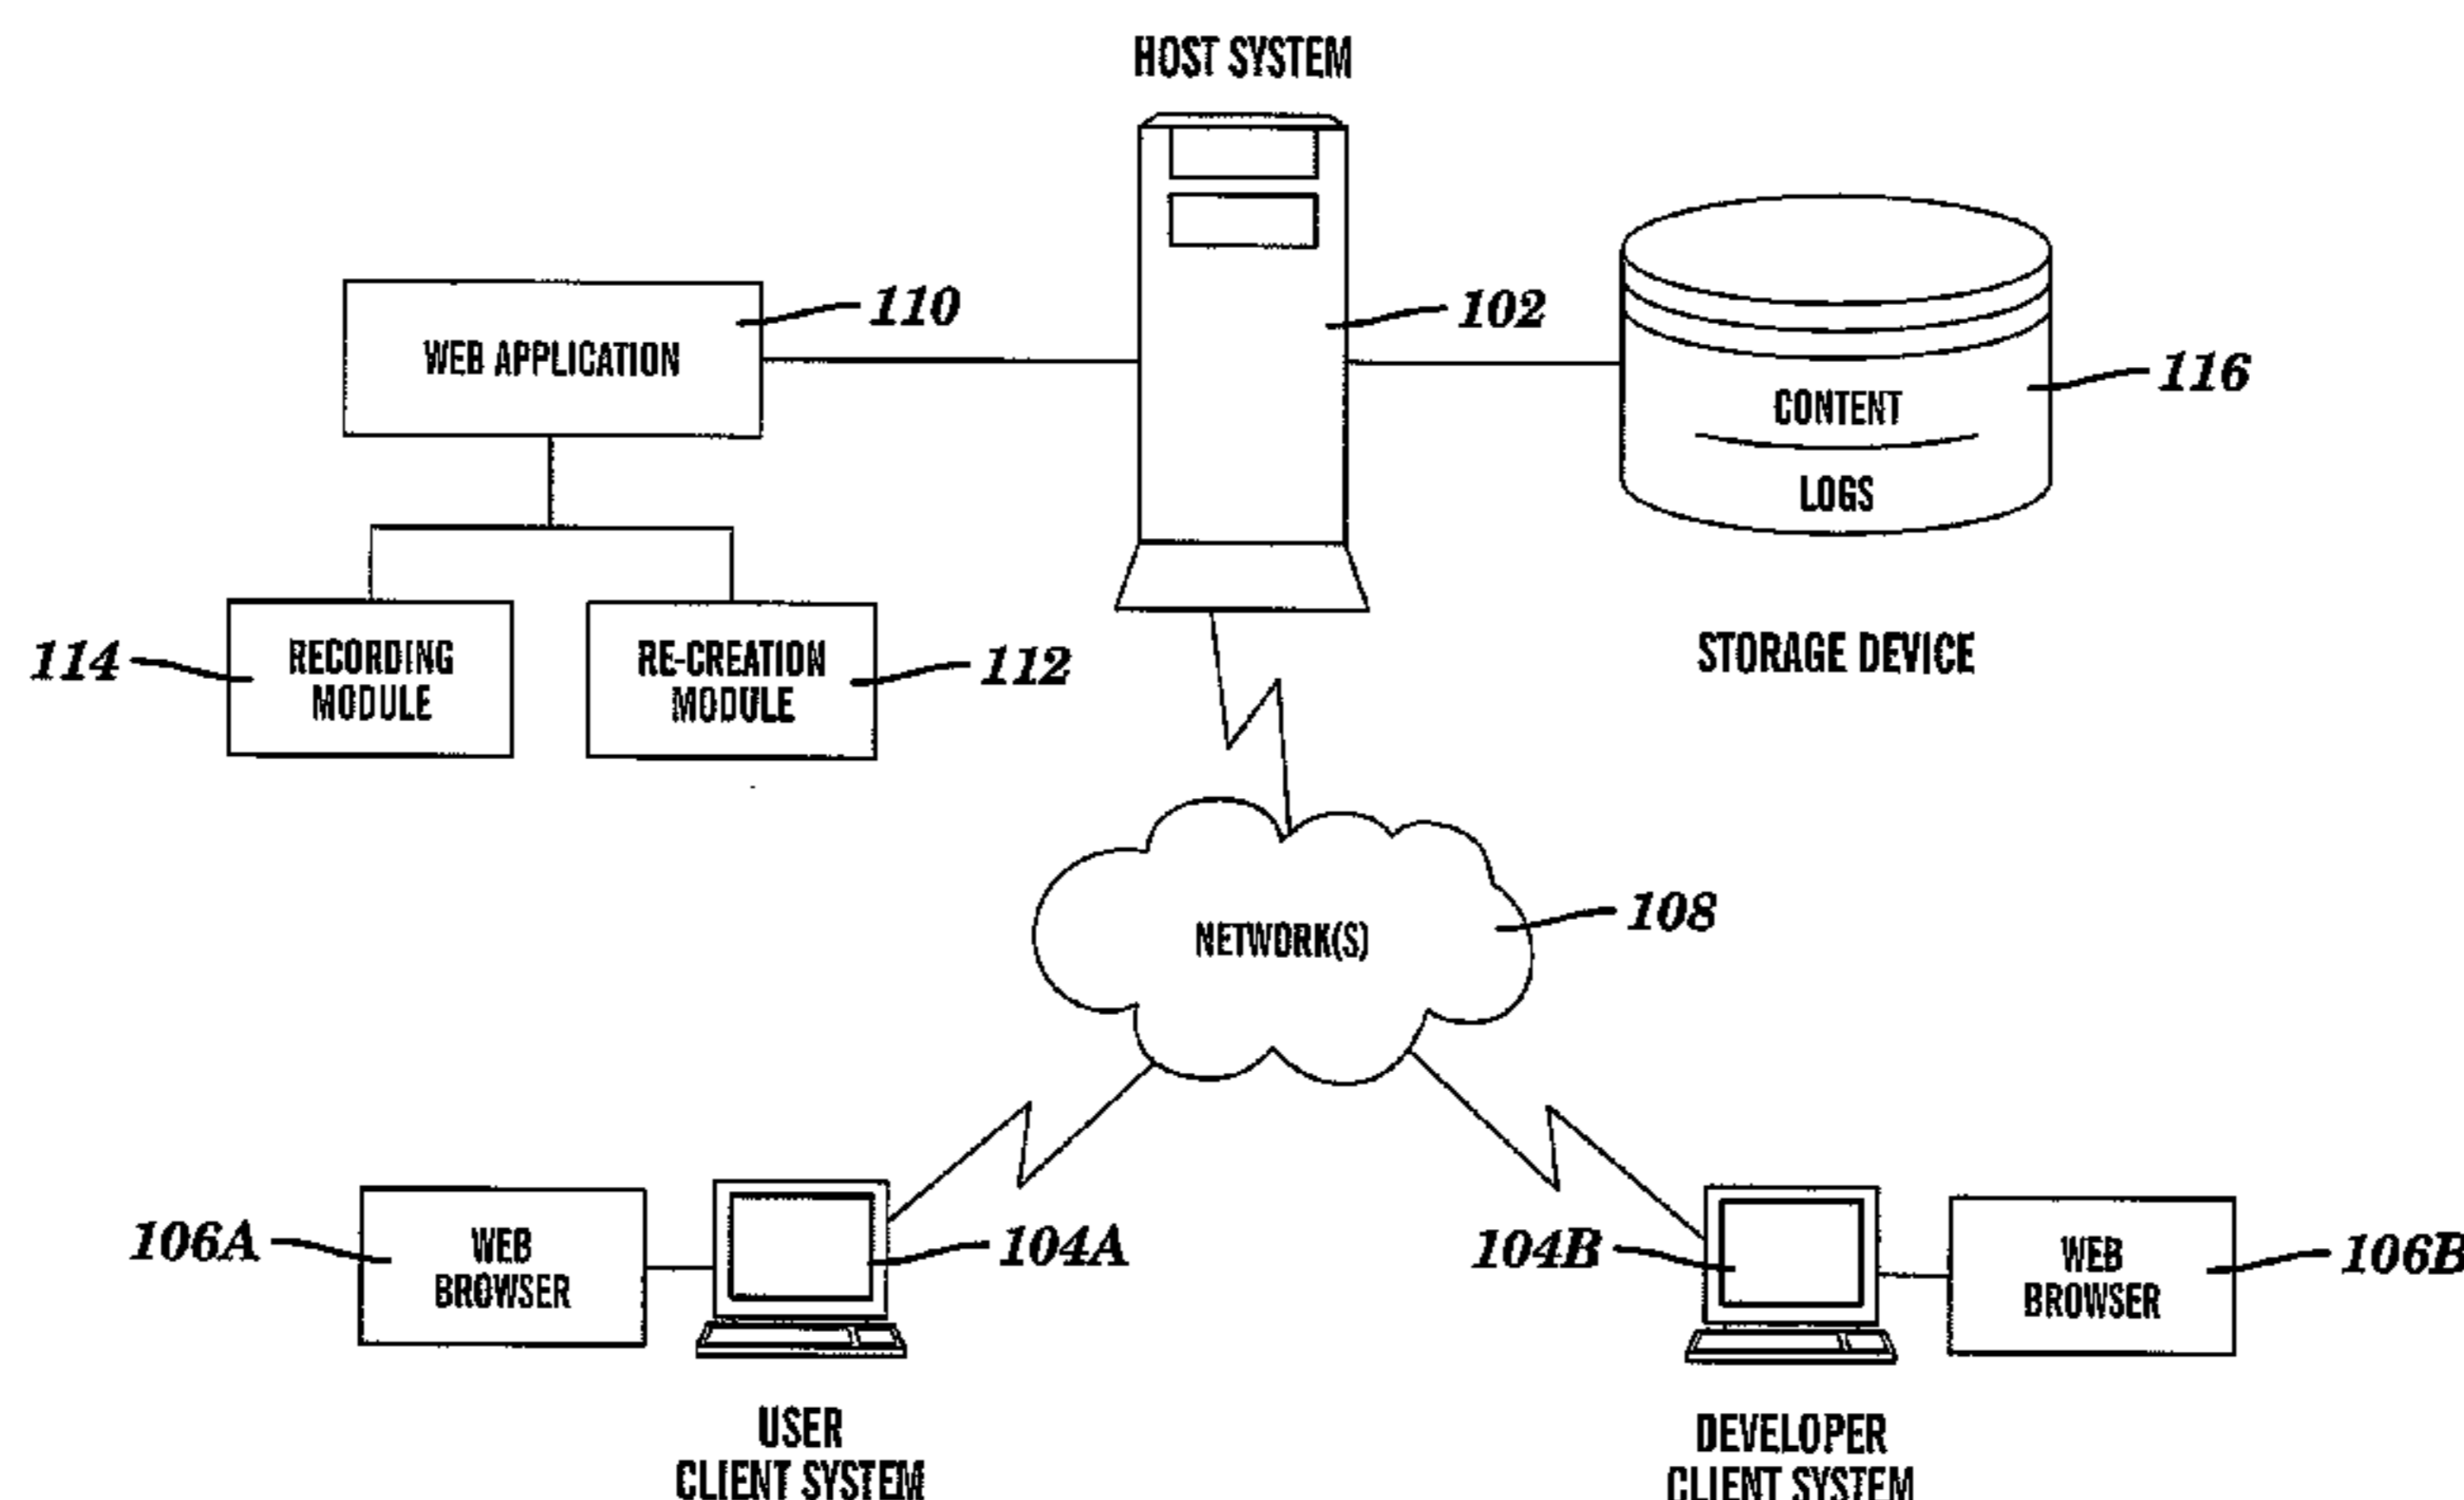 HOST SYSTEM
110
WEB APPLICATION
102
116
CONTENT
LOGS
114
RECORDING
MODULE
RE-CREATION
MODULE
112
STORAGE DEVICE
NETWORK(S)
108
106A
WEB
BROWSER
104A
104B
WEB
BROWSER
106B
USER
CLIENT SYSTEM
DEVELOPER
CLIENT SYSTEM